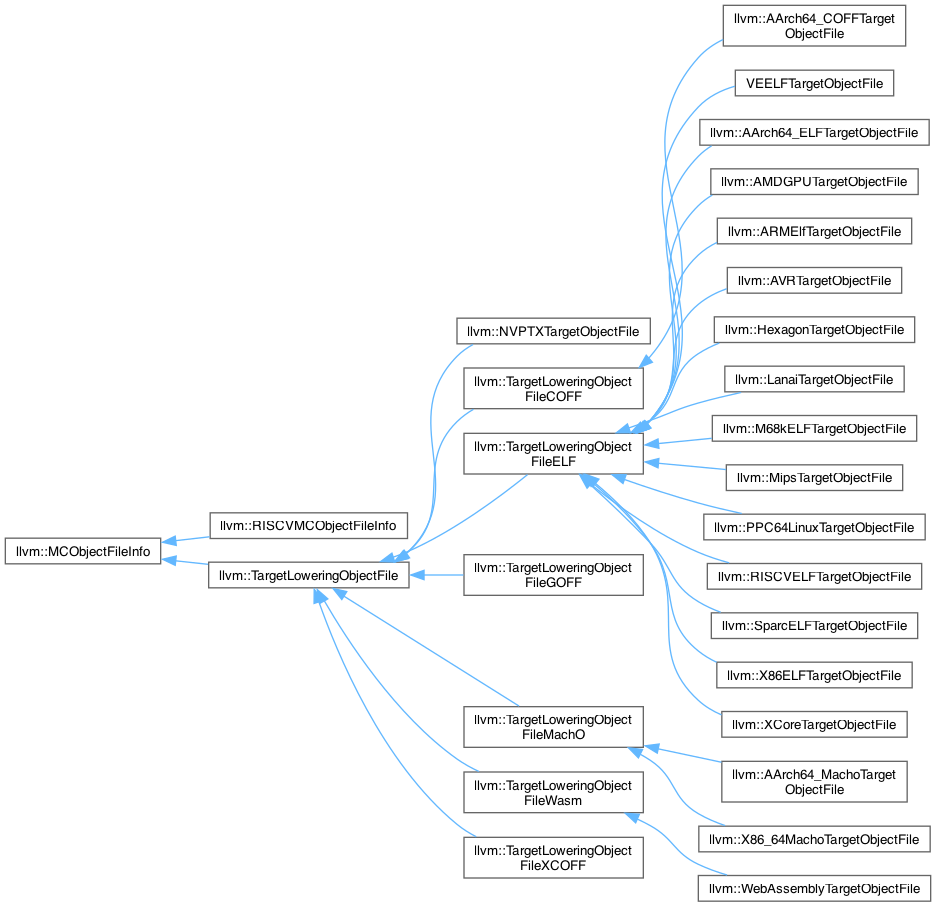 llvm::MCObjectFileInfo
llvm::RISCVMCObjectFileInfo
llvm::TargetLoweringObjectFile
llvm::NVPTXTargetObjectFile
llvm::TargetLoweringObject
FileCOFF
llvm::TargetLoweringObject
FileELF
llvm::TargetLoweringObject
FileGOFF
llvm::TargetLoweringObject
FileMachO
llvm::TargetLoweringObject
FileWasm
llvm::TargetLoweringObject
FileXCOFF
llvm::AArch64_COFFTarget
ObjectFile
VEELFTargetObjectFile
llvm::AArch64_ELFTargetObjectFile
llvm::AMDGPUTargetObjectFile
llvm::ARMElfTargetObjectFile
llvm::AVRTargetObjectFile
llvm::HexagonTargetObjectFile
llvm::LanaiTargetObjectFile
llvm::M68kELFTargetObjectFile
llvm::MipsTargetObjectFile
llvm::PPC64LinuxTargetObjectFile
llvm::RISCVELFTargetObjectFile
llvm::SparcELFTargetObjectFile
llvm::X86ELFTargetObjectFile
llvm::XCoreTargetObjectFile
llvm::AArch64_MachoTarget
ObjectFile
llvm::X86_64MachoTargetObjectFile
llvm::WebAssemblyTargetObjectFile